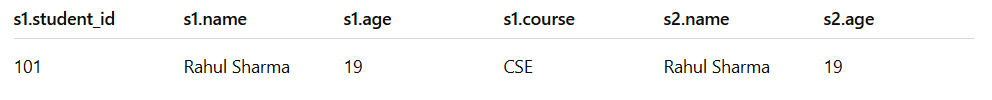 s1.student_id s1.name s1.age s1.course s2.name s2.age
101 Rahul Sharma 19 CSE Rahul Sharma 19